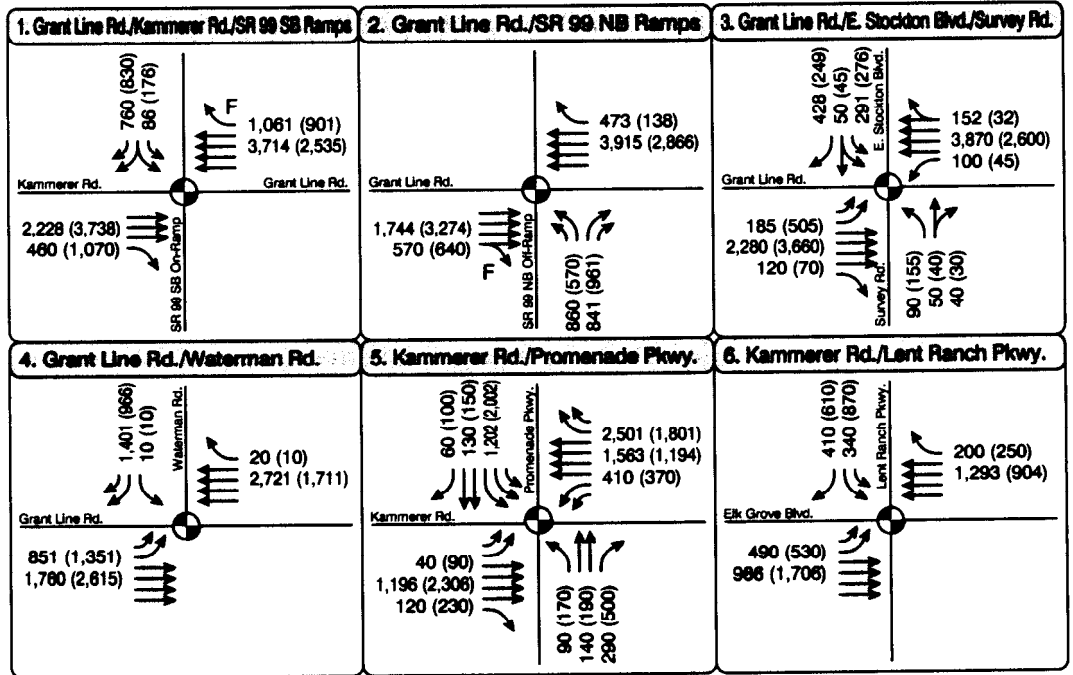 1. Grant Line Rd./Kammerer Rd./SR 99 SB Ramps
760 (830)
86 (176)
F
1,061 (901)
3,714 (2,535)
Kammerer Rd.
Grant Line Rd.
2,228 (3,738)
460 (1,070)
SR 99 SB On-Ramp
2. Grant Line Rd./SR 99 NB Ramps
473 (138)
3,915 (2,866)
Grant Line Rd.
1,744 (3,274)
570 (640)
F
SR 99 NB Off-Ramp
860 (570)
841 (961)
3. Grant Line Rd./E. Stockton Blvd./Survey Rd.
428 (249)
50 (45)
291 (276)
E. Stockton Blvd.
152 (32)
3,870 (2,600)
100 (45)
Grant Line Rd.
185 (505)
2,280 (3,660)
120 (70)
Survey Rd.
90 (155)
50 (40)
40 (30)
4. Grant Line Rd./Waterman Rd.
1,401 (966)
10 (10)
Waterman Rd.
20 (10)
2,721 (1,711)
Grant Line Rd.
851 (1,351)
1,760 (2,615)
5. Kammerer Rd./Promenade Pkwy.
60 (100)
130 (150)
1,202 (2,002)
Promenade Pkwy.
2,501 (1,801)
1,563 (1,194)
410 (370)
Kammerer Rd.
40 (90)
1,196 (2,306)
120 (230)
90 (170)
140 (190)
290 (500)
6. Kammerer Rd./Lent Ranch Pkwy.
410 (610)
340 (870)
Lent Ranch Pkwy.
200 (250)
1,293 (904)
Elk Grove Blvd.
490 (530)
986 (1,706)